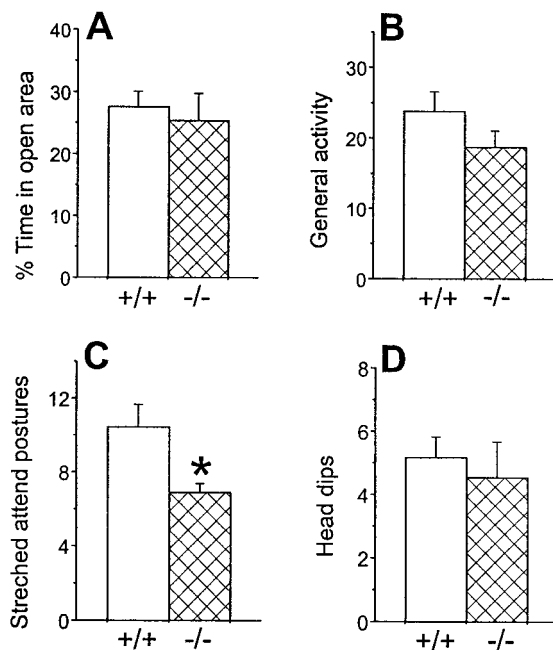 A
% Time in open area
40
30
20
10
0
+/+ -/-
B
General activity
30
20
10
0
+/+ -/-
C
Streched attend postures
12
8
4
0
*
+/+ -/-
D
Head dips
8
6
4
2
0
+/+ -/-